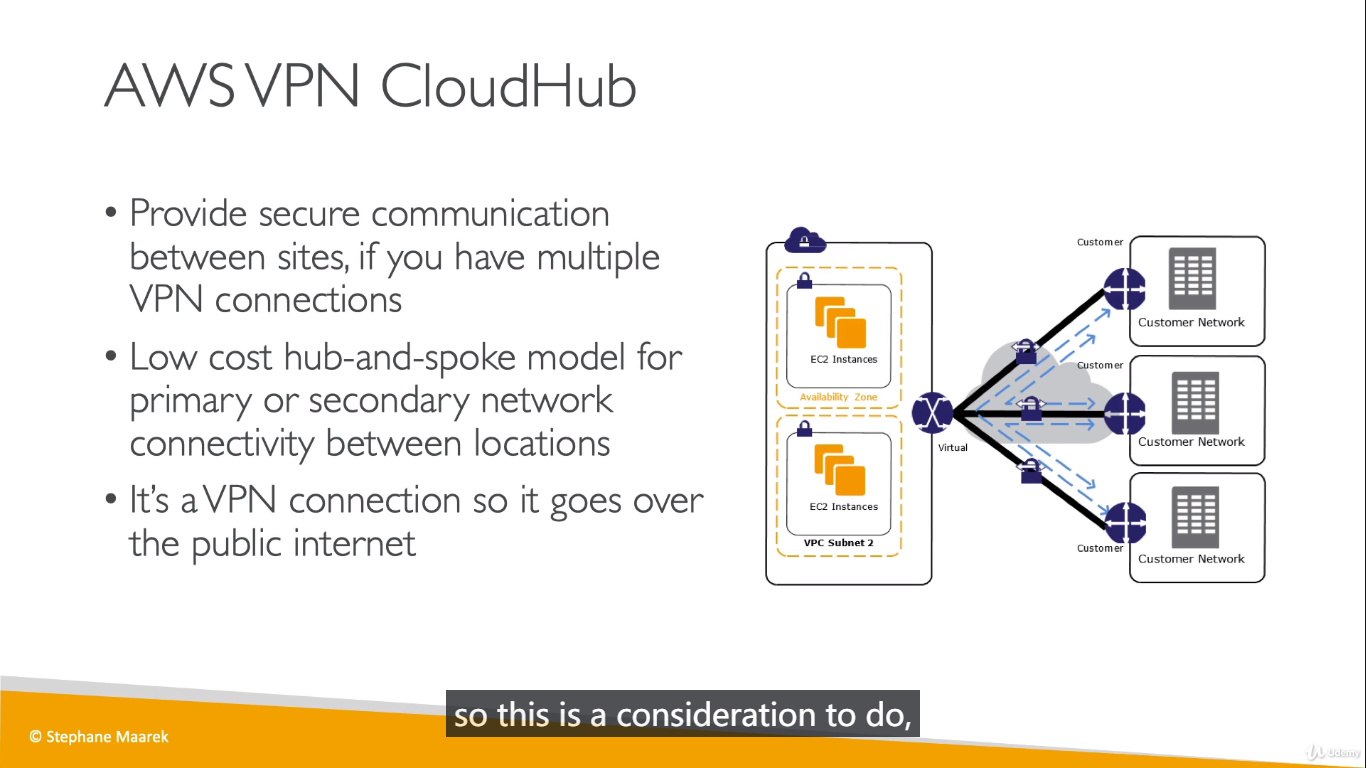 AWS VPN CloudHub
• Provide secure communication
between sites, if you have multiple
VPN connections
• Low cost hub-and-spoke model for
primary or secondary network
connectivity between locations
• It's a VPN connection so it goes over
the public internet
EC2 Instances
Availability Zone
EC2 Instances
VPC Subnet 2
Virtual
Customer
Customer Network
Customer
Customer Network
Customer
Customer Network
so this is a consideration to do,
© Stephane Maarek
Udemy